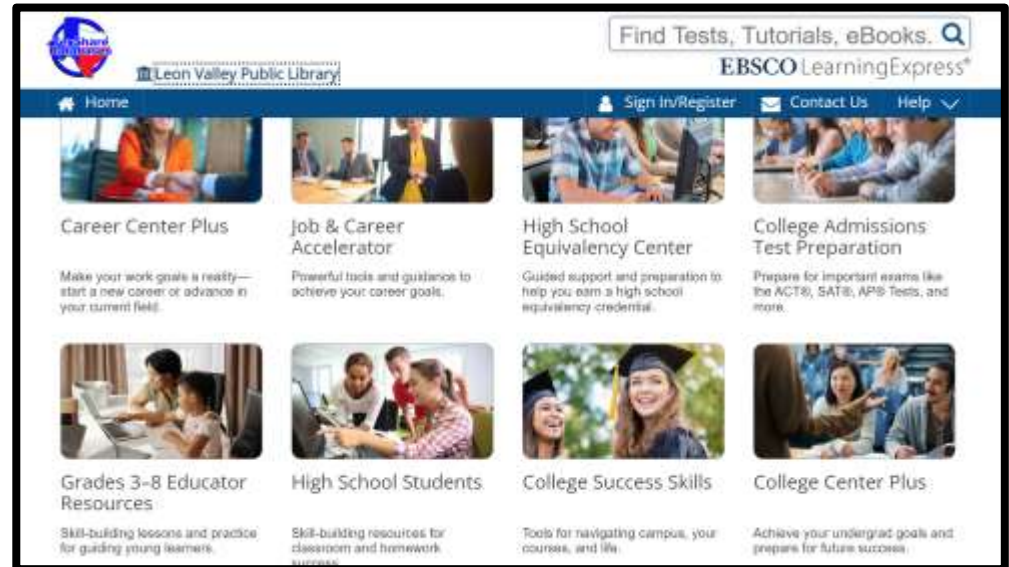 TexShare
Databases
Find Tests, Tutorials, eBooks.
Leon Valley Public Library
EBSCO LearningExpress®
Home
Sign In/Register
Contact Us
Help
Career Center Plus
Make your work goals a reality—
start a new career or advance in
your current field.
Job & Career
Accelerator
Powerful tools and guidance to
achieve your career goals.
High School
Equivalency Center
Guided support and preparation to
help you earn a high school
equivalency credential.
College Admissions
Test Preparation
Prepare for important exams like
the ACT®, SAT®, AP® Tests, and
more.
Grades 3–8 Educator
Resources
Skill-building lessons and practice
for guiding young learners.
High School Students
Skill-building resources for
classroom and homework
success.
College Success Skills
Tools for navigating campus, your
courses, and life.
College Center Plus
Achieve your undergrad goals and
prepare for future success.